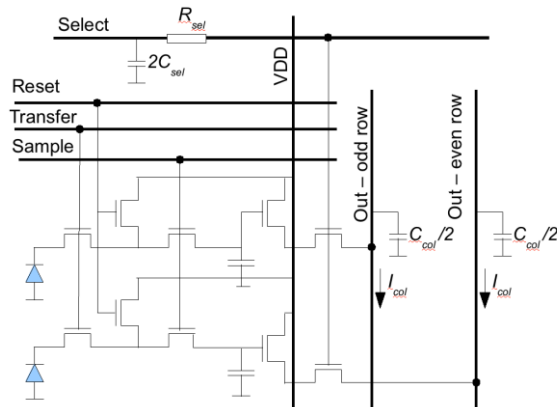 Select
R_sel
2C_sel
VDD
Reset
Transfer
Sample
Out – odd row
Out – even row
C_col/2
C_col/2
I_col
I_col